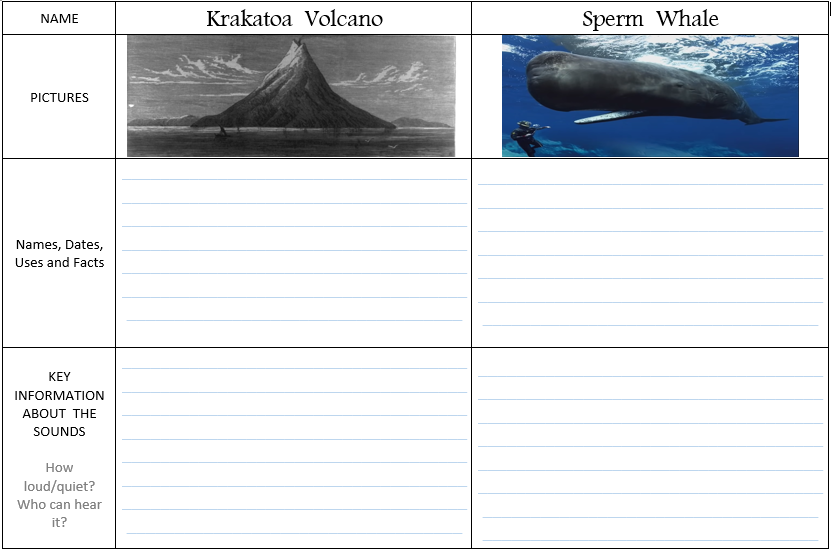 NAME
Krakatoa Volcano
Sperm Whale
PICTURES
Names, Dates,
Uses and Facts
KEY
INFORMATION
ABOUT THE
SOUNDS
How
loud/quiet?
Who can hear
it?